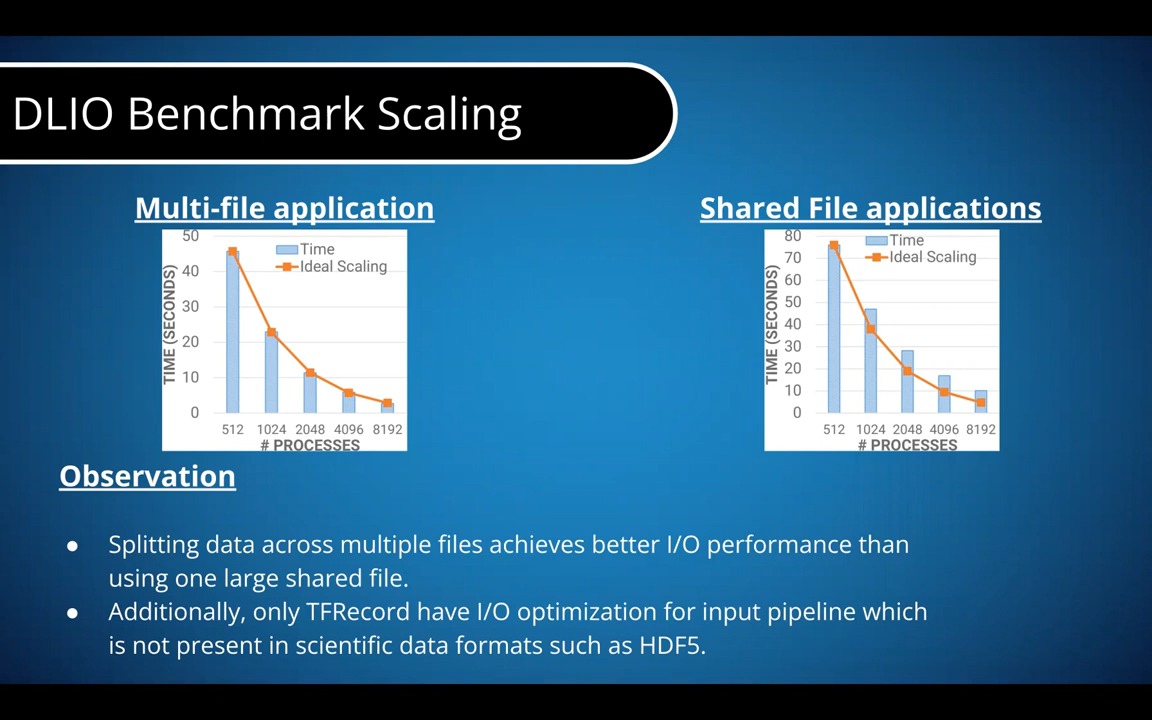 DLIO Benchmark Scaling
Multi-file application
50
40
30
20
10
0
TIME (SECONDS)
Time
Ideal Scaling
512 1024 2048 4096 8192
# PROCESSES
Shared File applications
80
70
60
50
40
30
20
10
0
TIME (SECONDS)
Time
Ideal Scaling
512 1024 2048 4096 8192
# PROCESSES
Observation
● Splitting data across multiple files achieves better I/O performance than
using one large shared file.
● Additionally, only TFRecord have I/O optimization for input pipeline which
is not present in scientific data formats such as HDF5.